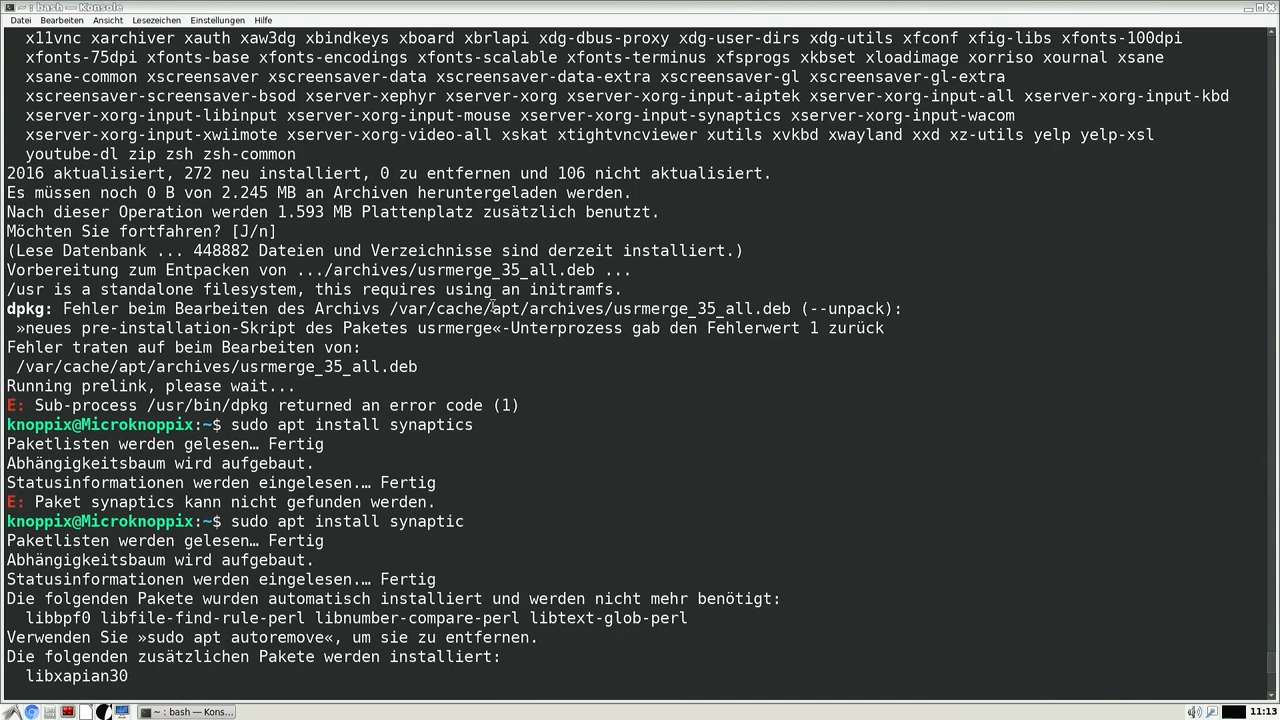 ~ : bash — Konsole
Datei Bearbeiten Ansicht Lesezeichen Einstellungen Hilfe
x11vnc xarchiver xauth xaw3dg xbindkeys xboard xbrlapi xdg-dbus-proxy xdg-user-dirs xdg-utils xfconf xfig-libs xfonts-100dpi
xfonts-75dpi xfonts-base xfonts-encodings xfonts-scalable xfonts-terminus xfsprogs xkbset xloadimage xorriso xournal xsane
xsane-common xscreensaver xscreensaver-data xscreensaver-data-extra xscreensaver-gl xscreensaver-gl-extra
xscreensaver-screensaver-bsod xserver-xephyr xserver-xorg xserver-xorg-input-aiptek xserver-xorg-input-all xserver-xorg-input-kbd
xserver-xorg-input-libinput xserver-xorg-input-mouse xserver-xorg-input-synaptics xserver-xorg-input-wacom
xserver-xorg-input-xwiimote xserver-xorg-video-all xskat xtightvncviewer xutils xvkbd xwayland xxd xz-utils yelp yelp-xsl
youtube-dl zip zsh zsh-common
2016 aktualisiert, 272 neu installiert, 0 zu entfernen und 106 nicht aktualisiert.
Es müssen noch 0 B von 2.245 MB an Archiven heruntergeladen werden.
Nach dieser Operation werden 1.593 MB Plattenplatz zusätzlich benutzt.
Möchten Sie fortfahren? [J/n]
(Lese Datenbank ... 448882 Dateien und Verzeichnisse sind derzeit installiert.)
Vorbereitung zum Entpacken von .../archives/usrmerge_35_all.deb ...
/usr is a standalone filesystem, this requires using an initramfs.
dpkg: Fehler beim Bearbeiten des Archivs /var/cache/apt/archives/usrmerge_35_all.deb (--unpack):
»neues pre-installation-Skript des Paketes usrmerge«-Unterprozess gab den Fehlerwert 1 zurück
Fehler traten auf beim Bearbeiten von:
/var/cache/apt/archives/usrmerge_35_all.deb
Running prelink, please wait...
E: Sub-process /usr/bin/dpkg returned an error code (1)
knoppix@Microknoppix:~$ sudo apt install synaptics
Paketlisten werden gelesen… Fertig
Abhängigkeitsbaum wird aufgebaut.
Statusinformationen werden eingelesen.… Fertig
E: Paket synaptics kann nicht gefunden werden.
knoppix@Microknoppix:~$ sudo apt install synaptic
Paketlisten werden gelesen… Fertig
Abhängigkeitsbaum wird aufgebaut.
Statusinformationen werden eingelesen.… Fertig
Die folgenden Pakete wurden automatisch installiert und werden nicht mehr benötigt:
libbpf0 libfile-find-rule-perl libnumber-compare-perl libtext-glob-perl
Verwenden Sie »sudo apt autoremove«, um sie zu entfernen.
Die folgenden zusätzlichen Pakete werden installiert:
libxapian30
~ : bash — Kons...
11:13